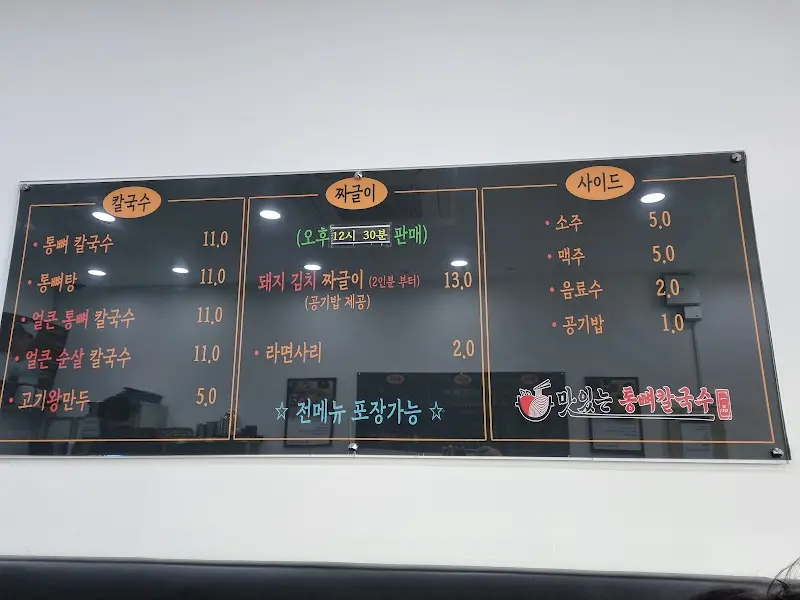 칼국수
• 통뼈 칼국수 11,0
• 통뼈탕 11,0
• 얼큰 통뼈 칼국수 11,0
• 얼큰 순살 칼국수 11,0
• 고기왕만두 5,0
짜글이
(오후 12시 30분 판매)
돼지 김치 짜글이 (2인분 부터) 13,0
(공기밥 제공)
• 라면사리 2,0
☆ 전메뉴 포장가능 ☆
사이드
• 소주 5,0
• 맥주 5,0
• 음료수 2,0
• 공기밥 1,0
맛있는 통뼈칼국수